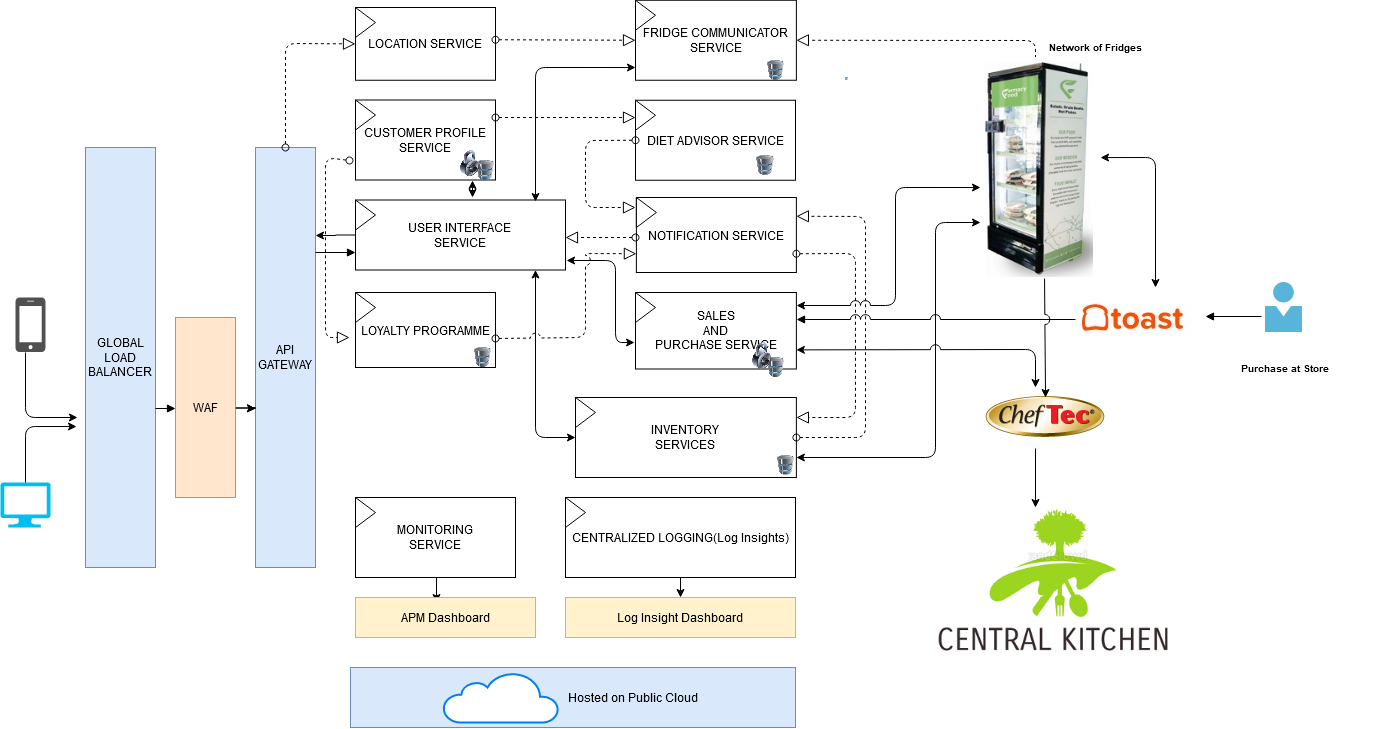 LOCATION SERVICE
FRIDGE COMMUNICATOR
SERVICE
Network of Fridges
CUSTOMER PROFILE
SERVICE
DIET ADVISOR SERVICE
USER INTERFACE
SERVICE
NOTIFICATION SERVICE
LOYALTY PROGRAMME
SALES
AND
PURCHASE SERVICE
toast
Purchase at Store
GLOBAL
LOAD
BALANCER
WAF
API
GATEWAY
INVENTORY
SERVICES
ChefTec®
MONITORING
SERVICE
CENTRALIZED LOGGING(Log Insights)
APM Dashboard
Log Insight Dashboard
CENTRAL KITCHEN
Hosted on Public Cloud